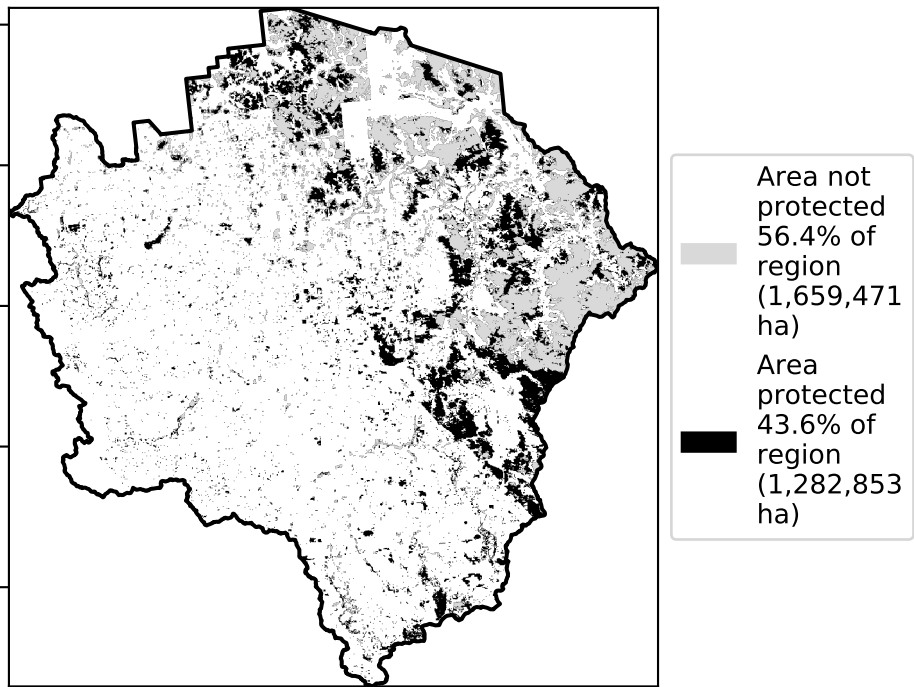 Area not
protected
56.4% of
region
(1,659,471
ha)
Area
protected
43.6% of
region
(1,282,853
ha)